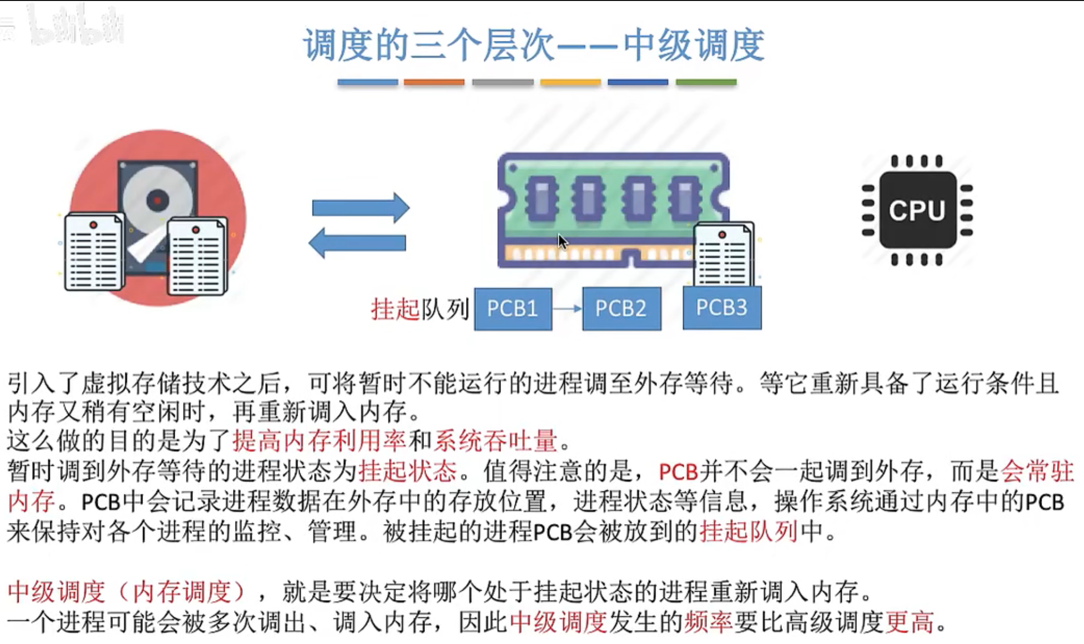 bilibili
调度的三个层次——中级调度
CPU
挂起队列 PCB1 PCB2 PCB3
引入了虚拟存储技术之后，可将暂时不能运行的进程调至外存等待。等它重新具备了运行条件且
内存又稍有空闲时，再重新调入内存。
这么做的目的是为了提高内存利用率和系统吞吐量。
暂时调到外存等待的进程状态为挂起状态。值得注意的是，PCB并不会一起调到外存，而是会常驻
内存。PCB中会记录进程数据在外存中的存放位置，进程状态等信息，操作系统通过内存中的PCB
来保持对各个进程的监控、管理。被挂起的进程PCB会被放到的挂起队列中。
中级调度（内存调度），就是要决定将哪个处于挂起状态的进程重新调入内存。
一个进程可能会被多次调出、调入内存，因此中级调度发生的频率要比高级调度更高。